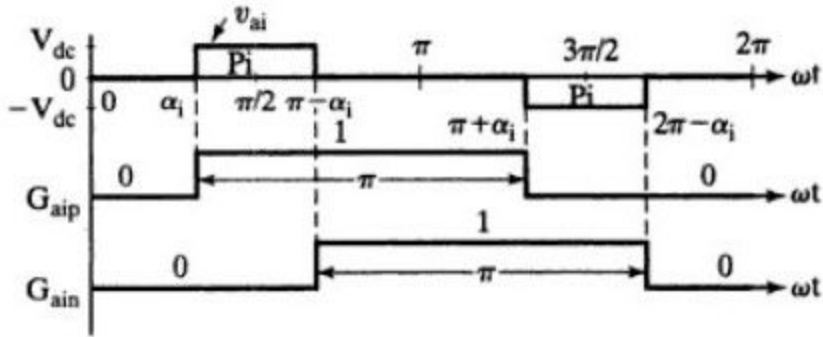 v_ai
V_dc
Pi
π
3π/2
2π
0
ωt
−V_dc
0
α_i
π/2
π−α_i
Pi
π+α_i
2π−α_i
1
0
π
0
G_aip
ωt
1
0
π
0
G_ain
ωt